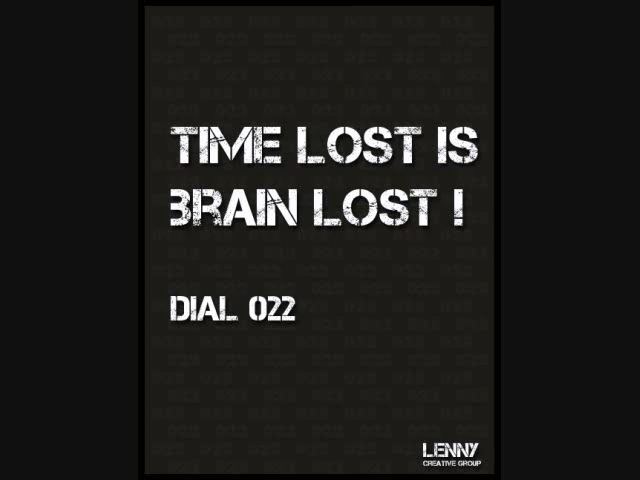 TIME LOST IS
BRAIN LOST !
DIAL 022
LENNY
CREATIVE GROUP